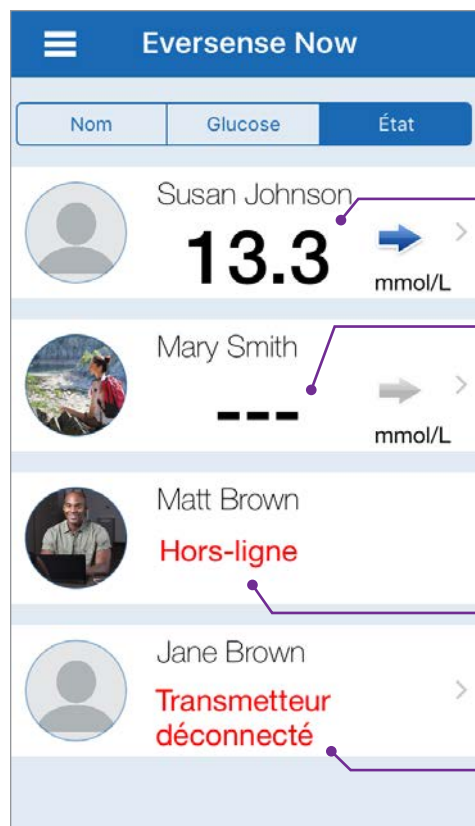 Eversense Now
Nom Glucose État
Susan Johnson
13.3
mmol/L
Mary Smith
---
mmol/L
Matt Brown
Hors-ligne
Jane Brown
Transmetteur
déconnecté